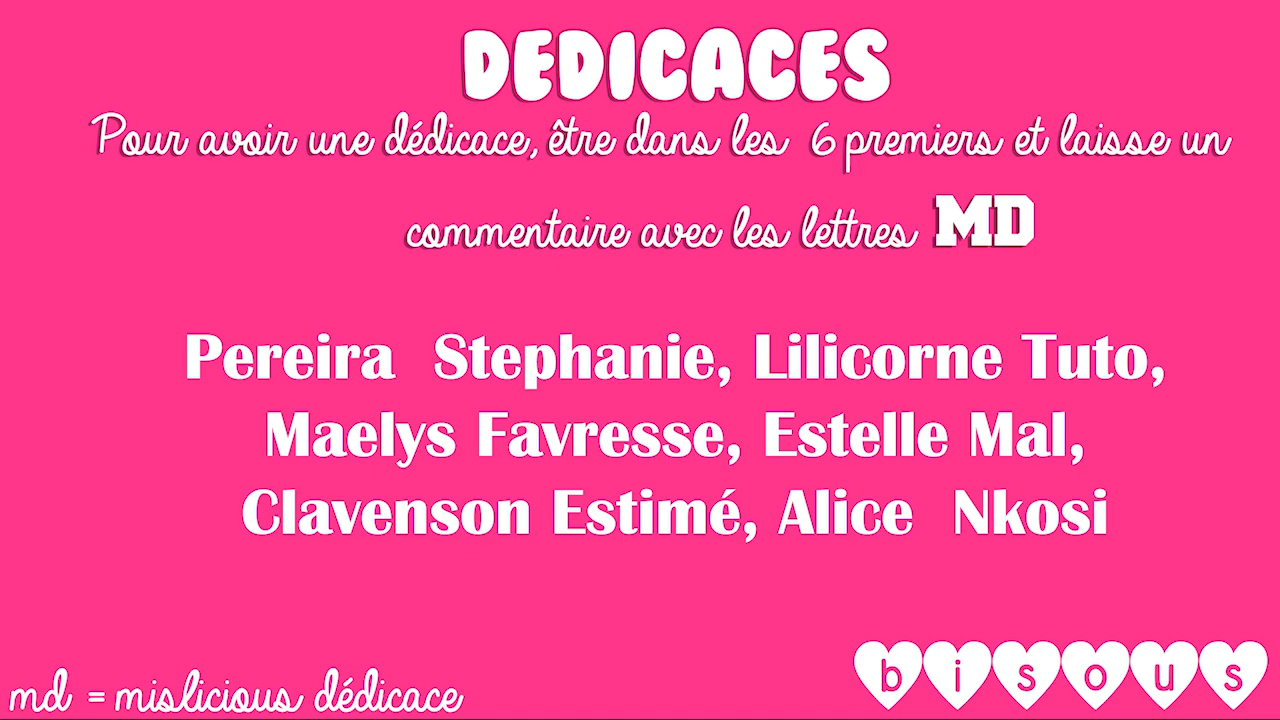 DEDICACES
Pour avoir une dédicace, être dans les 6 premiers et laisse un
commentaire avec les lettres MD
Pereira Stephanie, Lilicorne Tuto,
Maelys Favresse, Estelle Mal,
Clavenson Estimé, Alice Nkosi
md = mislicious dédicace
bisous